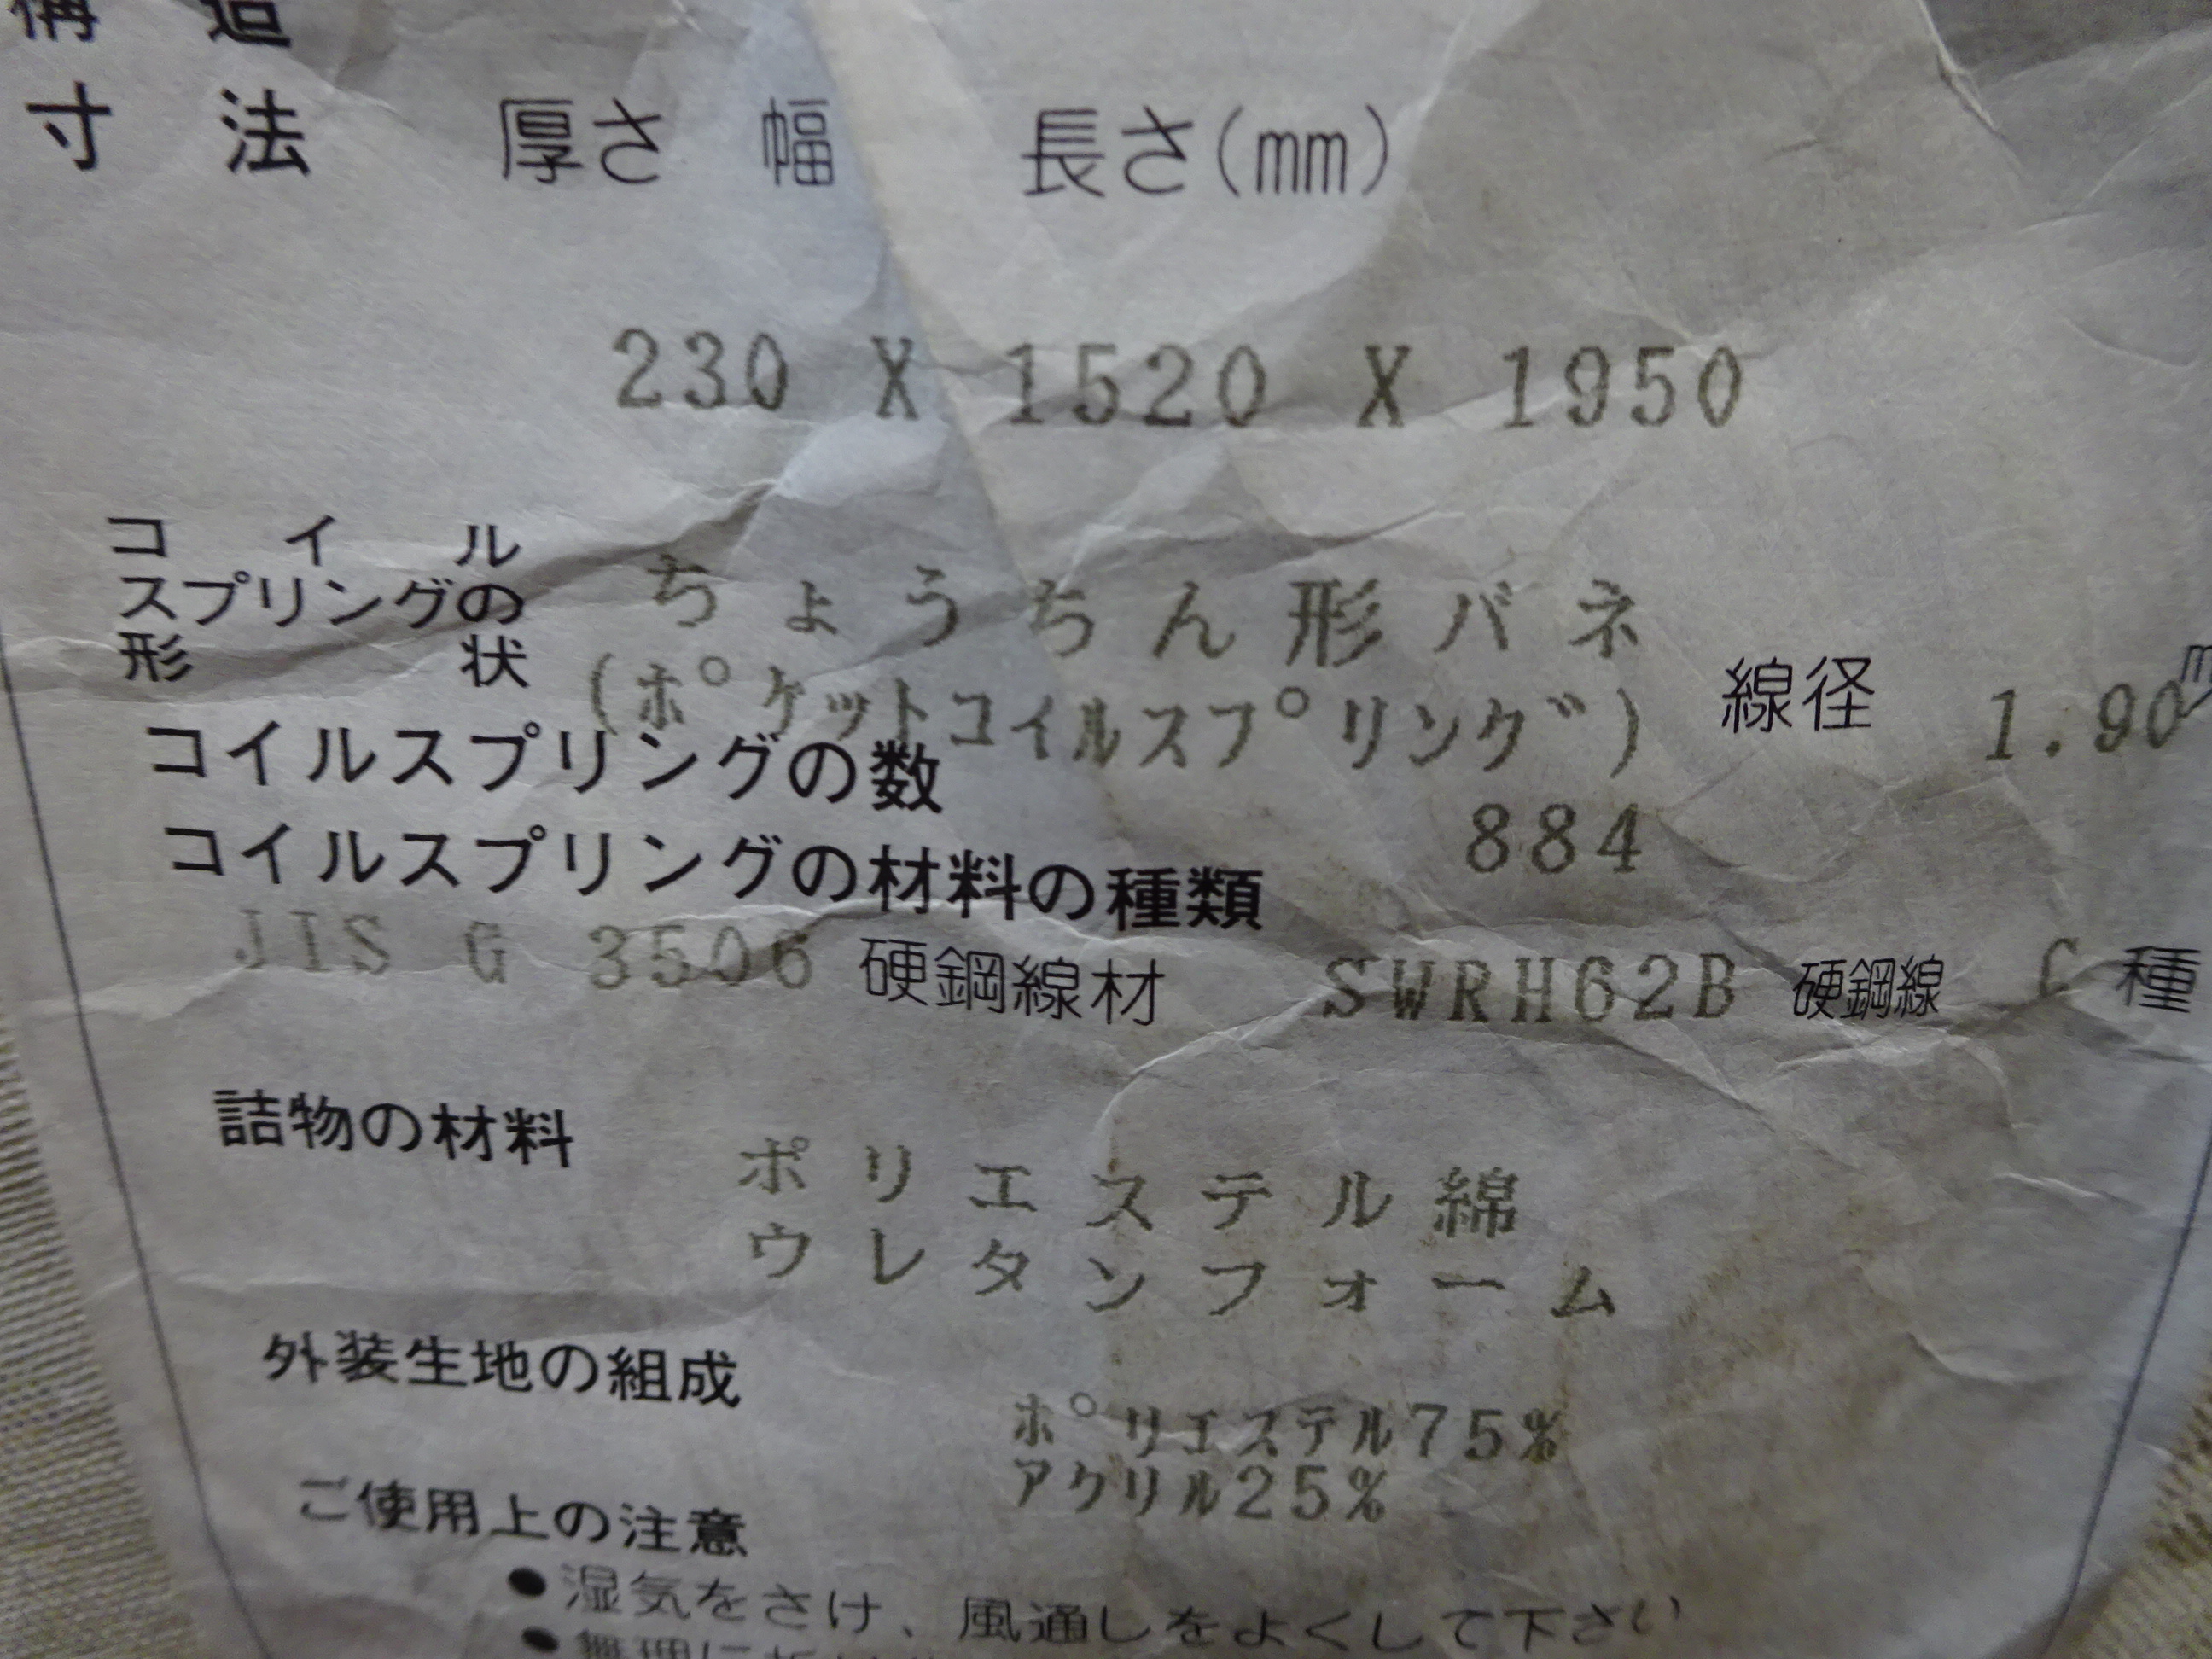 構造
寸法 厚さ 幅 長さ(mm)
230 X 1520 X 1950
コイル
スプリングの
形状
ちょうちん形バネ
(ポケットコイルスプリング) 線径 1.90
コイルスプリングの数 884
コイルスプリングの材料の種類
JIS G 3506 硬鋼線材 SWRH62B 硬鋼線 C 種
詰物の材料
ポリエステル綿
ウレタンフォーム
外装生地の組成
ポリエステル75%
アクリル25%
ご使用上の注意
●湿気をさけ、風通しをよくして下さい